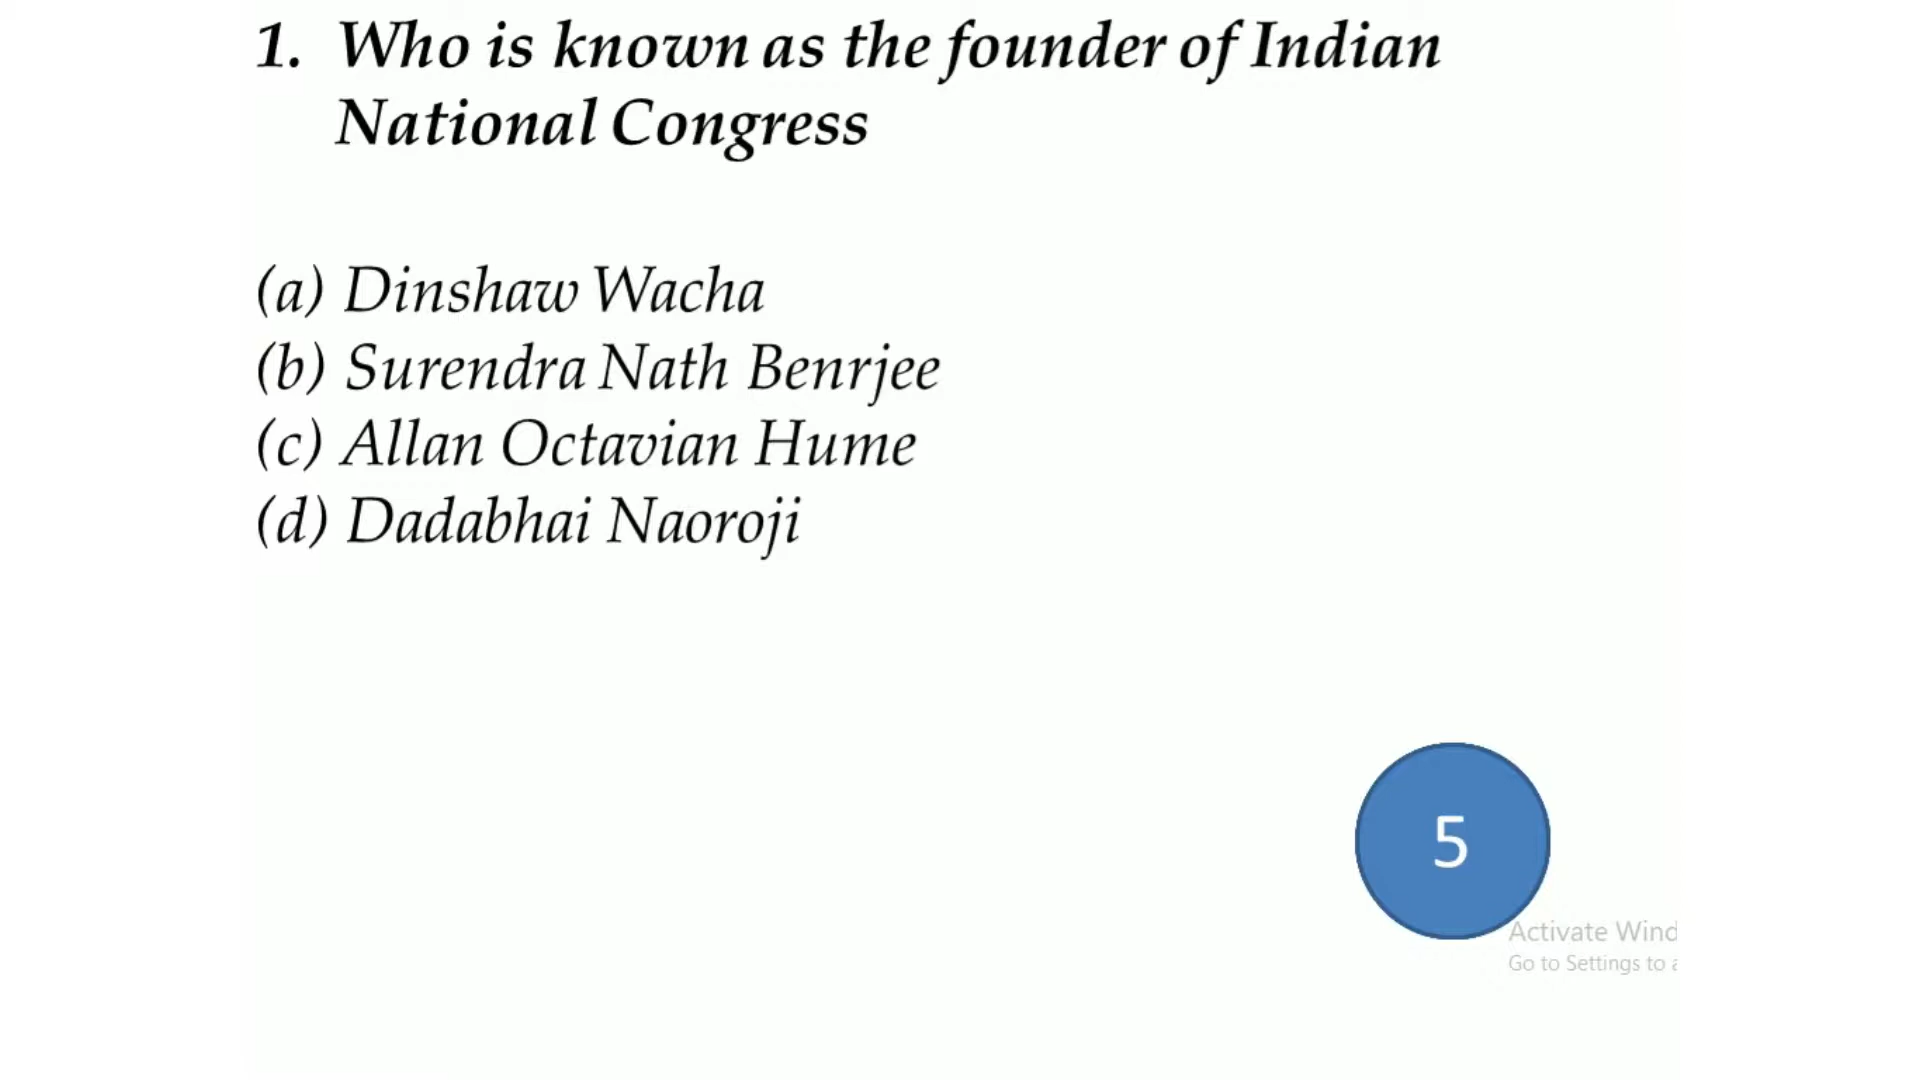 1. Who is known as the founder of Indian
National Congress
(a) Dinshaw Wacha
(b) Surendra Nath Benrjee
(c) Allan Octavian Hume
(d) Dadabhai Naoroji
5
Activate Wind
Go to Settings to a